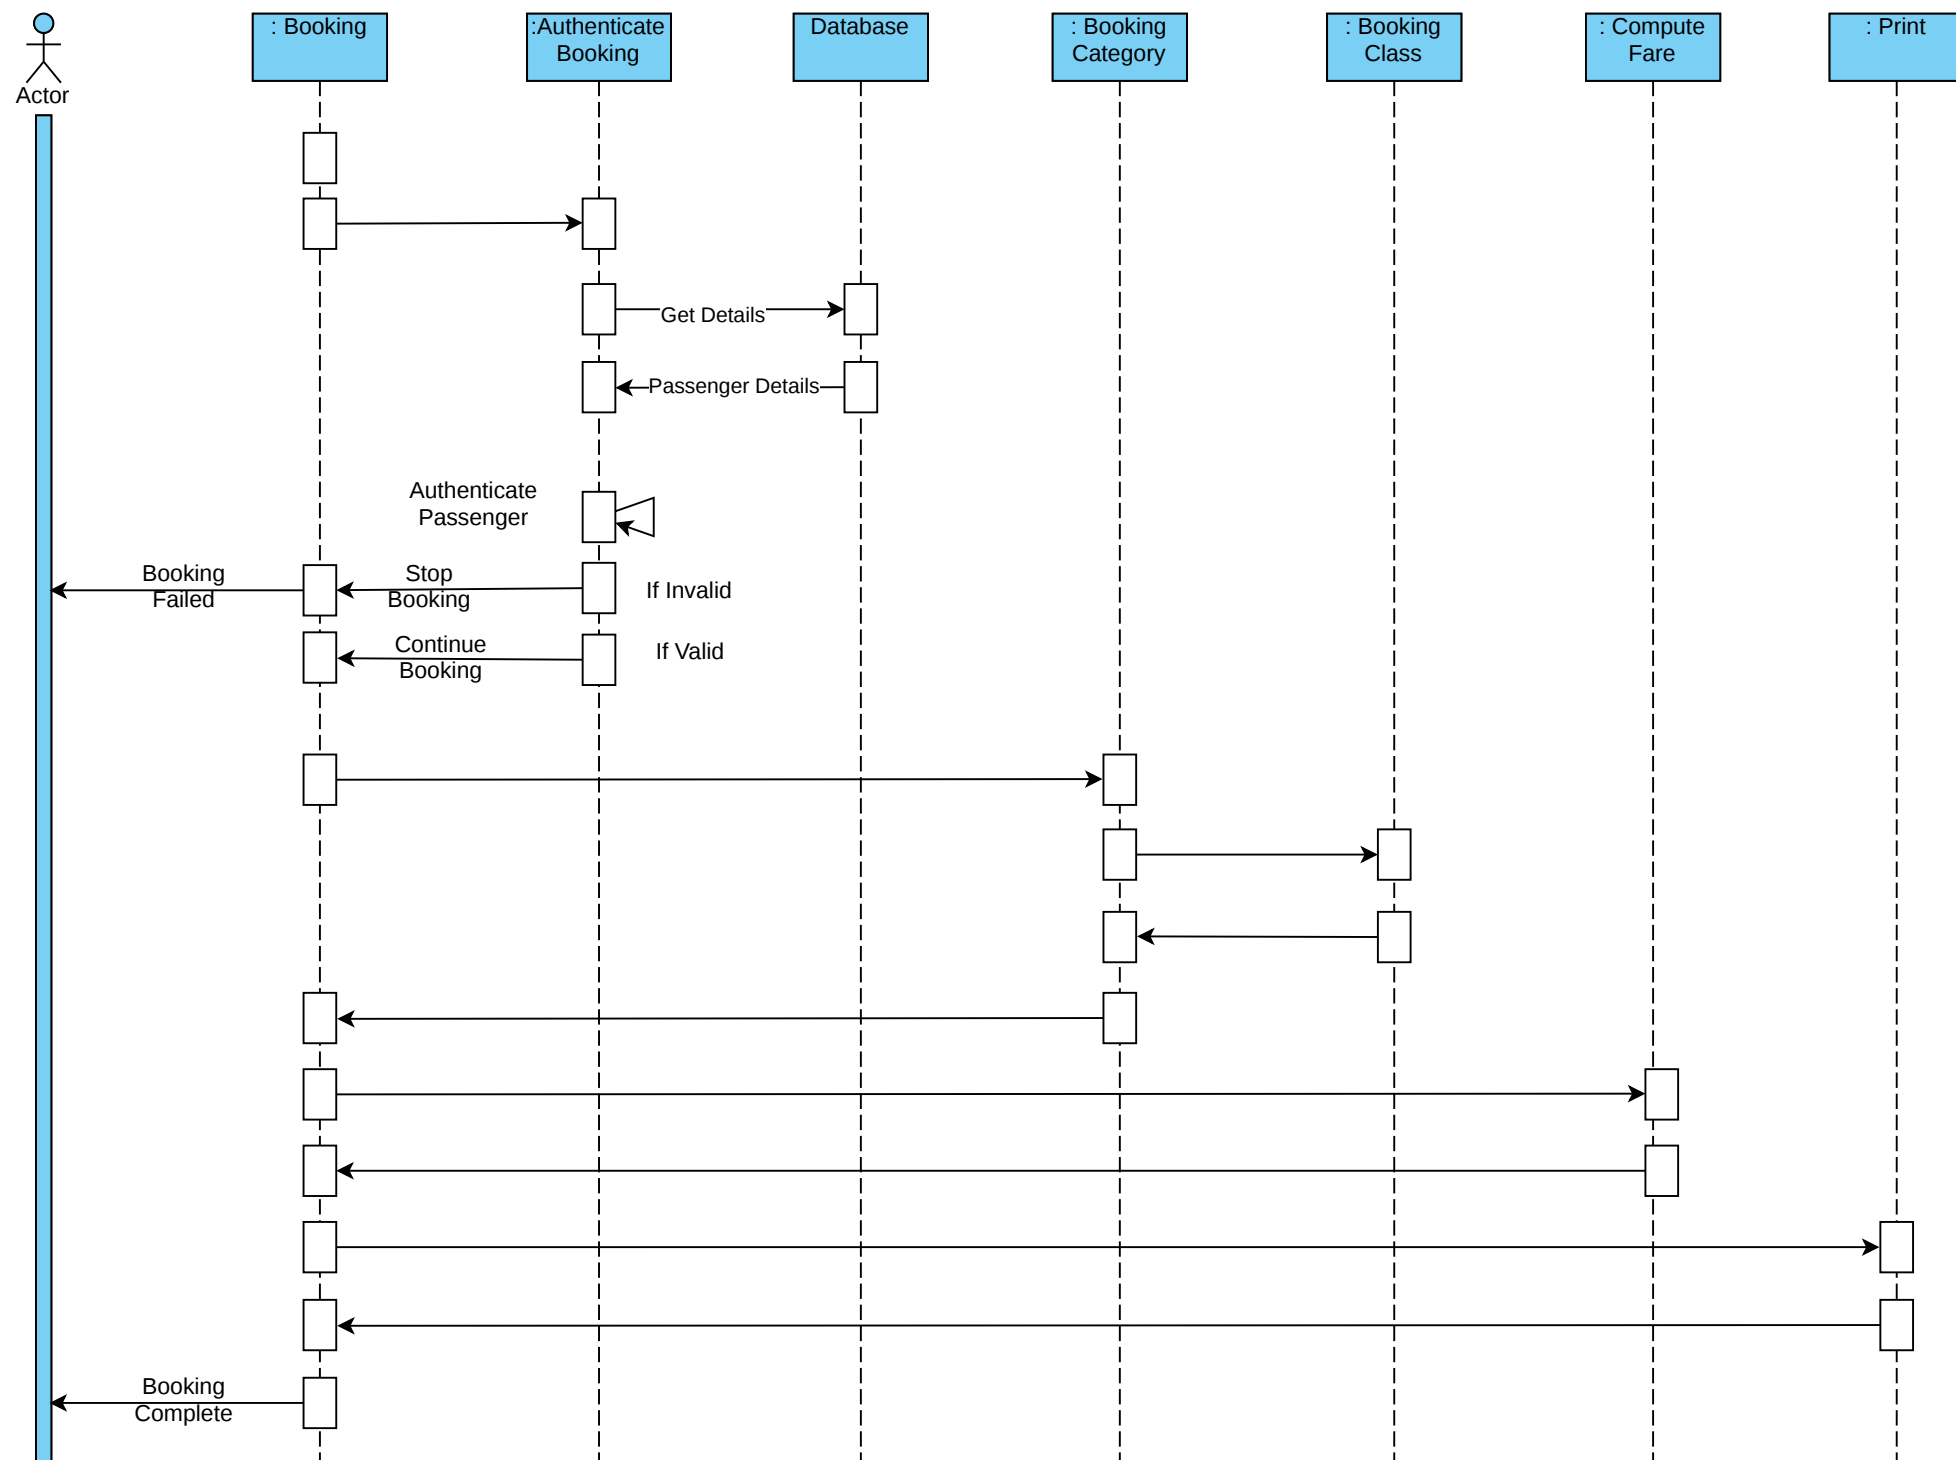 Actor
: Booking
:Authenticate
Booking
Database
: Booking
Category
: Booking
Class
: Compute
Fare
: Print
Get Details
Passenger Details
Authenticate
Passenger
Booking
Failed
Stop
Booking
If Invalid
Continue
Booking
If Valid
Booking
Complete